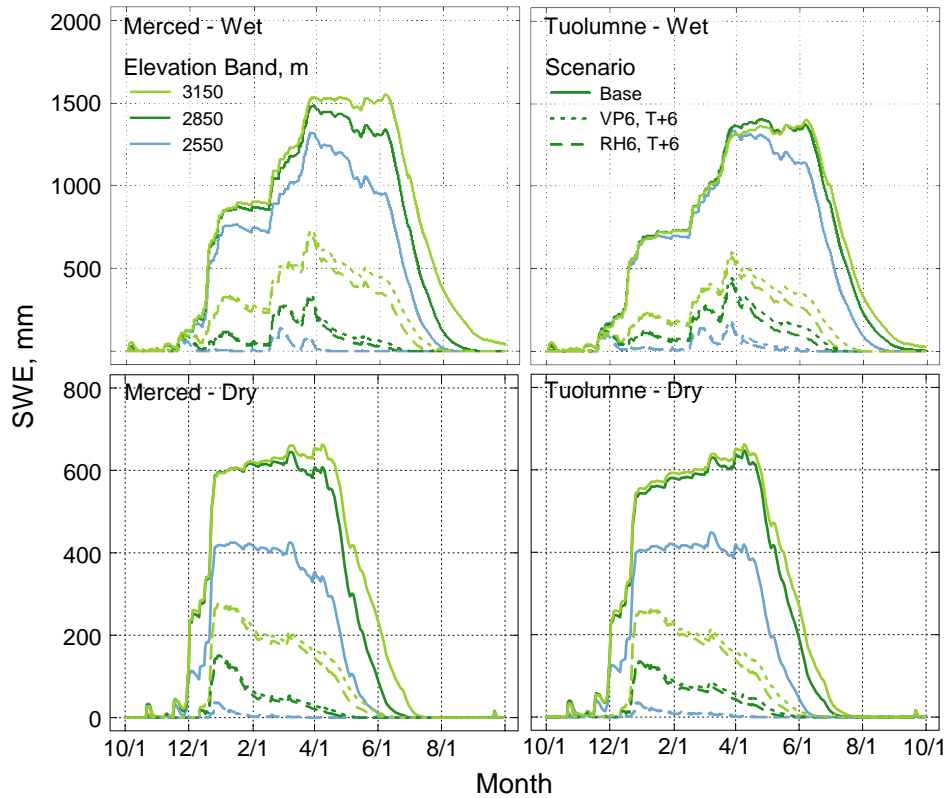 Merced - Wet
Tuolumne - Wet
2000
1500
1000
500
0
Elevation Band, m
3150
2850
2550
Scenario
Base
VP6, T+6
RH6, T+6
SWE, mm
Merced - Dry
Tuolumne - Dry
800
600
400
200
0
10/1 12/1 2/1 4/1 6/1 8/1 10/1 12/1 2/1 4/1 6/1 8/1 10/1
Month